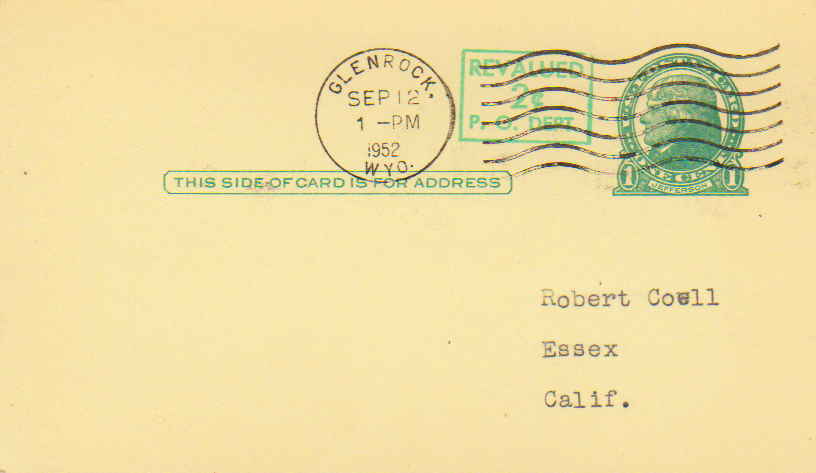 GLENROCK,
SEP 12
1 -PM
1952
WYO.
REVALUED
2¢
P. O. DEPT.
1 JEFFERSON 1
THIS SIDE OF CARD IS FOR ADDRESS
Robert Cowell
Essex
Calif.